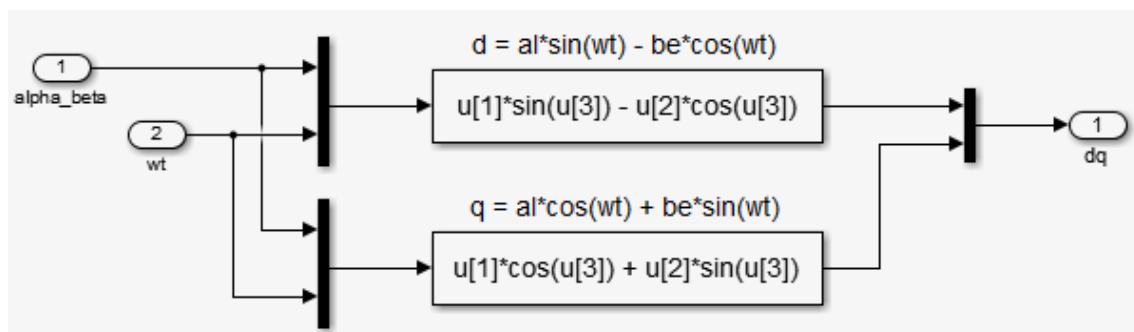 d = al*sin(wt) - be*cos(wt)
1
alpha_beta
u[1]*sin(u[3]) - u[2]*cos(u[3])
2
wt
1
dq
q = al*cos(wt) + be*sin(wt)
u[1]*cos(u[3]) + u[2]*sin(u[3])